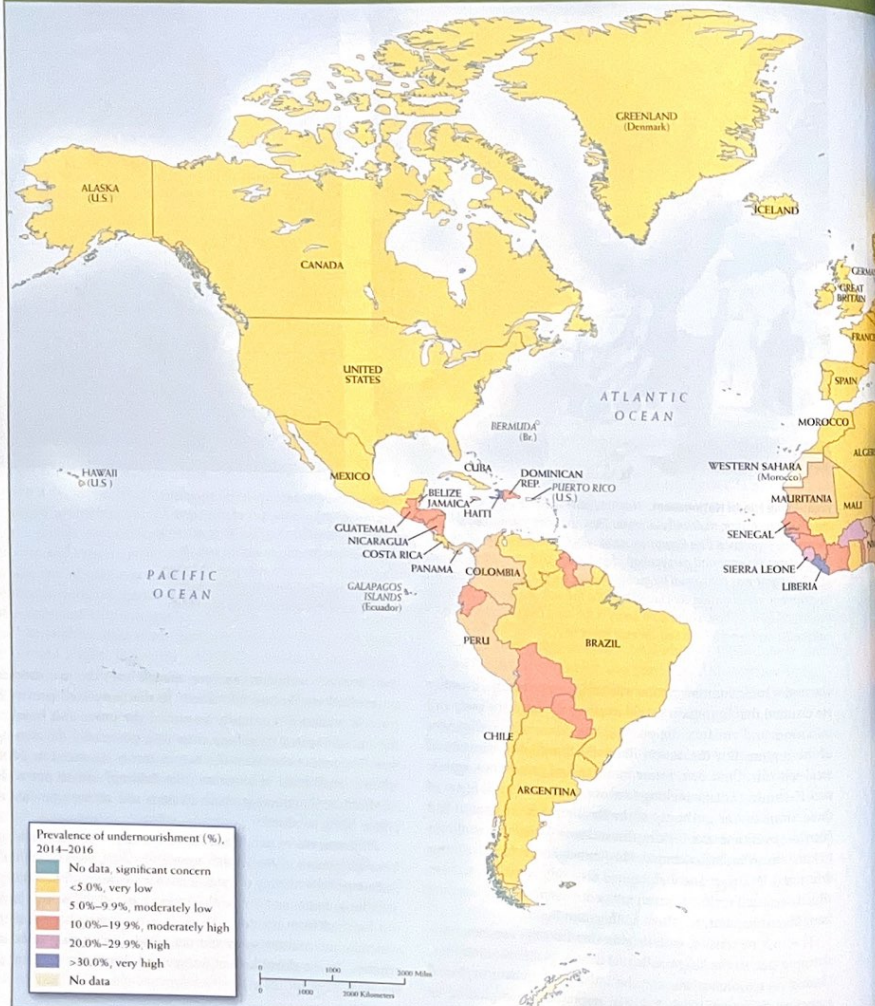 GREENLAND
(Denmark)
ALASKA
(U.S.)
ICELAND
CANADA
GREAT
BRITAIN
UNITED
STATES
SPAIN
ATLANTIC
OCEAN
MOROCCO
BERMUDA
(Br.)
HAWAII
(U.S.)
MEXICO
CUBA
DOMINICAN
REP.
PUERTO RICO
(U.S.)
WESTERN SAHARA
(Morocco)
BELIZE
JAMAICA
HAITI
MAURITANIA
MALI
GUATEMALA
NICARAGUA
COSTA RICA
PANAMA
SENEGAL
SIERRA LEONE
LIBERIA
COLOMBIA
PACIFIC
OCEAN
GALAPAGOS
ISLANDS
(Ecuador)
PERU
BRAZIL
CHILE
ARGENTINA
Prevalence of undernourishment (%),
2014–2016
No data, significant concern
<5.0%, very low
5.0%–9.9%, moderately low
10.0%–19.9%, moderately high
20.0%–29.9%, high
>30.0%, very high
No data
0 1000 2000 Miles
0 1000 2000 Kilometers